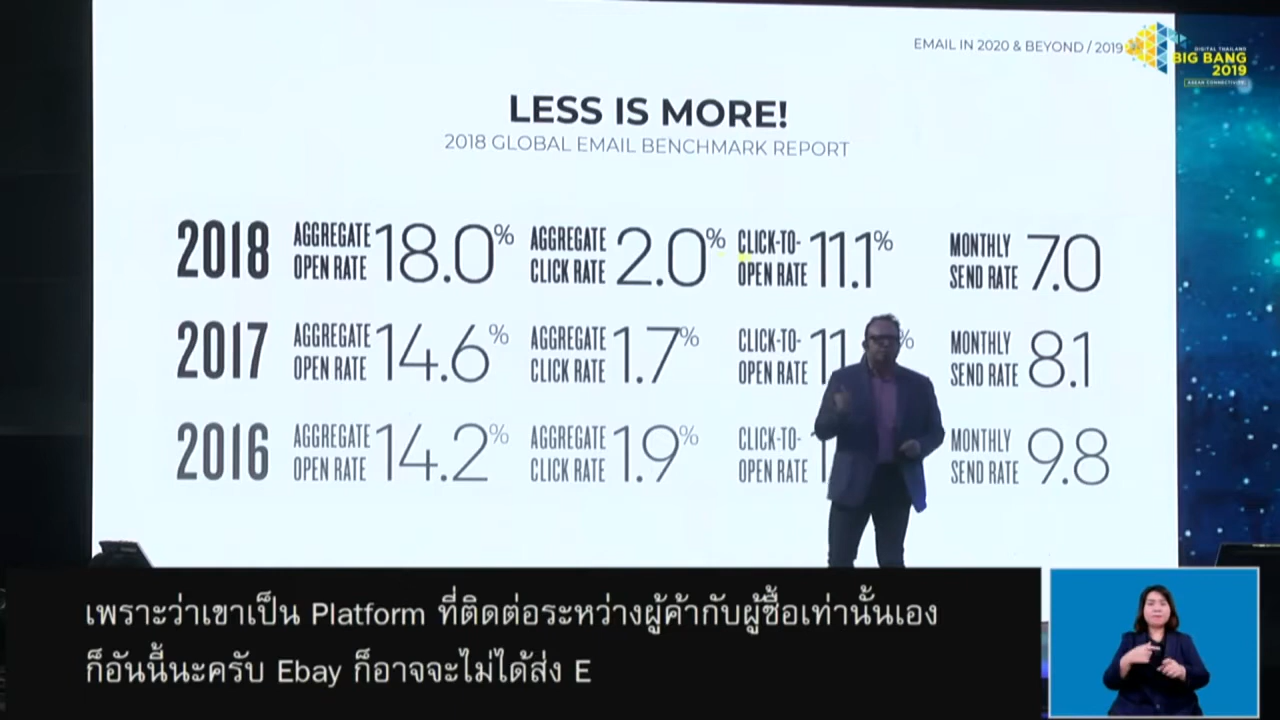 EMAIL IN 2020 & BEYOND / 2019
DIGITAL THAILAND
BIG BANG
2019
ASEAN CONNECTIVITY
LESS IS MORE!
2018 GLOBAL EMAIL BENCHMARK REPORT
2018 AGGREGATE OPEN RATE 18.0% AGGREGATE CLICK RATE 2.0% CLICK-TO-OPEN RATE 11.1% MONTHLY SEND RATE 7.0
2017 AGGREGATE OPEN RATE 14.6% AGGREGATE CLICK RATE 1.7% CLICK-TO-OPEN RATE 11 % MONTHLY SEND RATE 8.1
2016 AGGREGATE OPEN RATE 14.2% AGGREGATE CLICK RATE 1.9% CLICK-TO-OPEN RATE 1 MONTHLY SEND RATE 9.8
เพราะว่าเขาเป็น Platform ที่ติดต่อระหว่างผู้ค้ากับผู้ซื้อเท่านั้นเอง
ก็อันนี้นะครับ Ebay ก็อาจจะไม่ได้ส่ง E